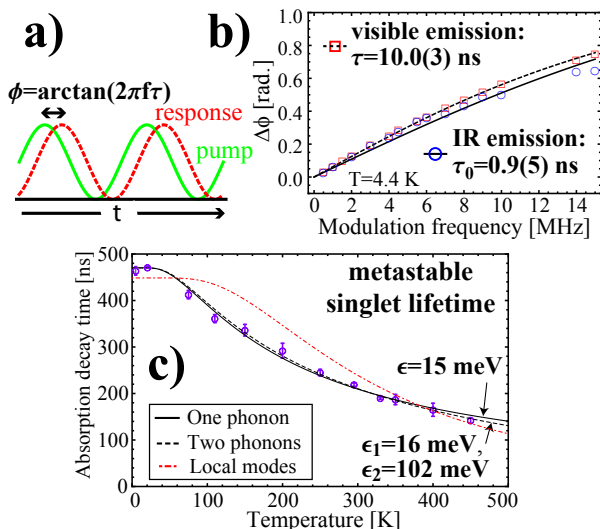 a)
ϕ=arctan(2πfτ)
response
pump
t
b)
visible emission:
τ=10.0(3) ns
IR emission:
τ0=0.9(5) ns
T=4.4 K
Δϕ [rad.]
0.0
0.2
0.4
0.6
0.8
1.0
0 2 4 6 8 10 12 14
Modulation frequency [MHz]
c)
metastable
singlet lifetime
ϵ=15 meV
ϵ1=16 meV,
ϵ2=102 meV
One phonon
Two phonons
Local modes
Absorption decay time [ns]
500
400
300
200
100
0
0 100 200 300 400 500
Temperature [K]